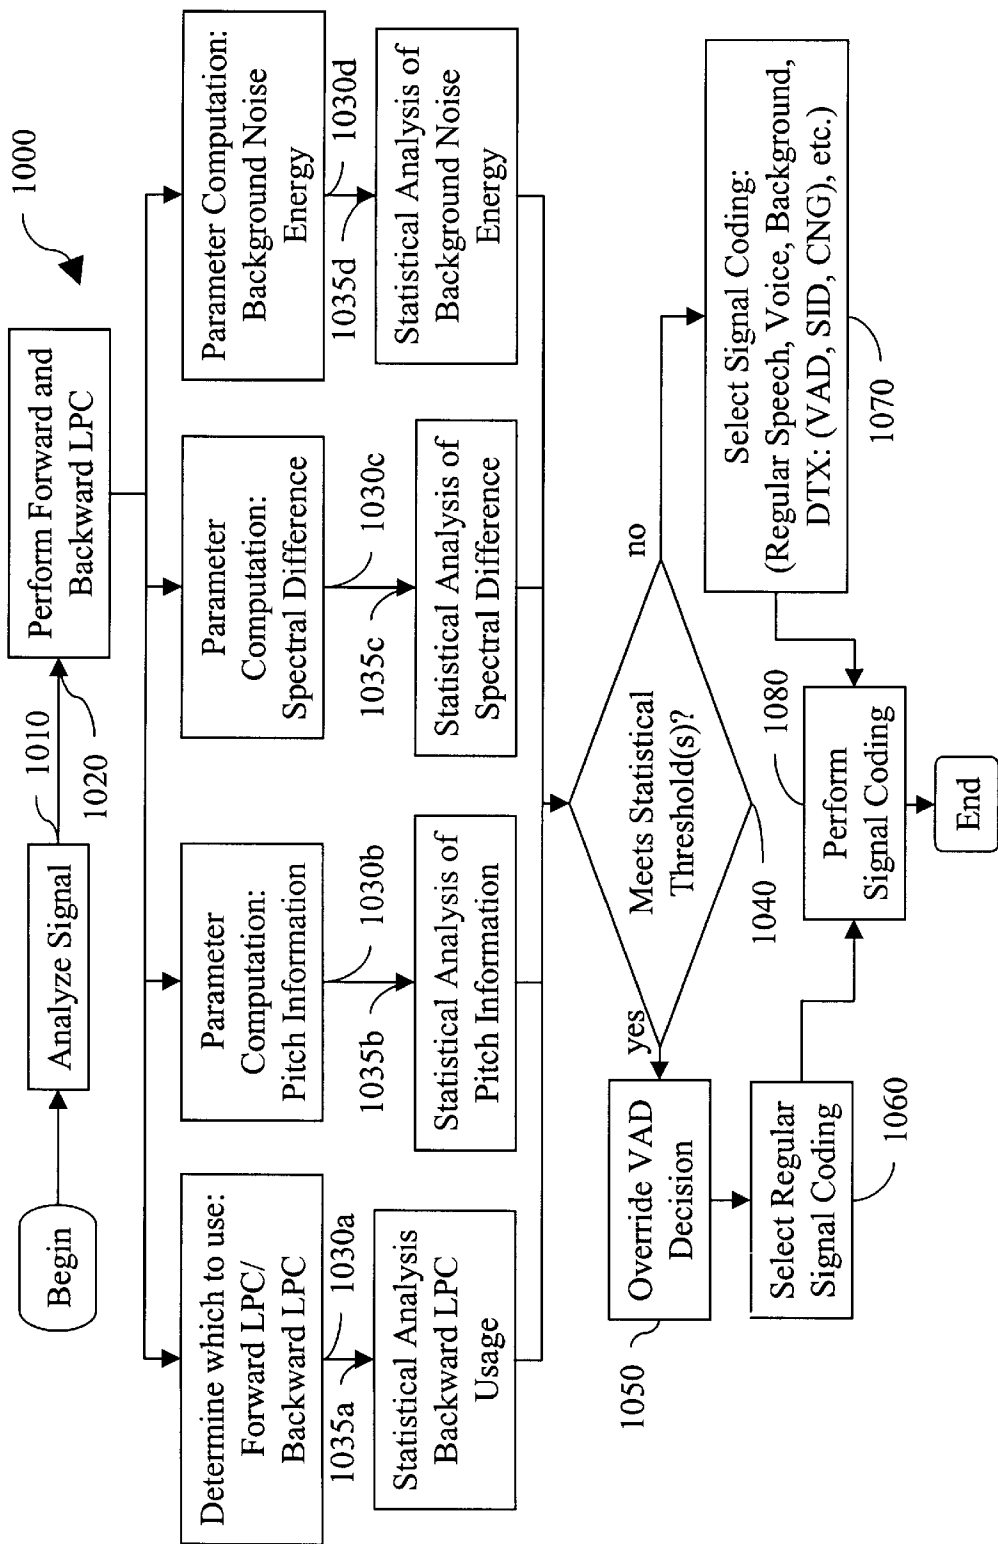 1000
Begin
Analyze Signal
1010
1020
Perform Forward and
Backward LPC
Determine which to use:
Forward LPC/
Backward LPC
Parameter
Computation:
Pitch Information
Parameter
Computation:
Spectral Difference
Parameter Computation:
Background Noise
Energy
1035a
1030a
1035b
1030b
1035c
1030c
1035d
1030d
Statistical Analysis
Backward LPC
Usage
Statistical Analysis of
Pitch Information
Statistical Analysis of
Spectral Difference
Statistical Analysis of
Background Noise
Energy
Meets Statistical
Threshold(s)?
1040
yes
no
1050
Override VAD
Decision
Select Regular
Signal Coding
1060
Select Signal Coding:
(Regular Speech, Voice, Background,
DTX: (VAD, SID, CNG), etc.)
1070
1080
Perform
Signal Coding
End